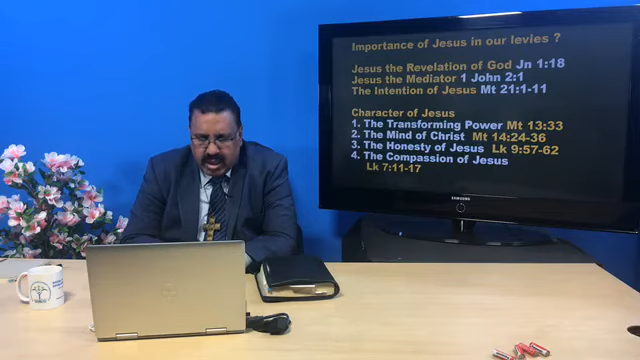 Importance of Jesus in our levies ?
Jesus the Revelation of God Jn 1:18
Jesus the Mediator 1 John 2:1
The Intention of Jesus Mt 21:1-11
Character of Jesus
1. The Transforming Power Mt 13:33
2. The Mind of Christ Mt 14:24-36
3. The Honesty of Jesus Lk 9:57-62
4. The Compassion of Jesus
Lk 7:11-17
SAMSUNG